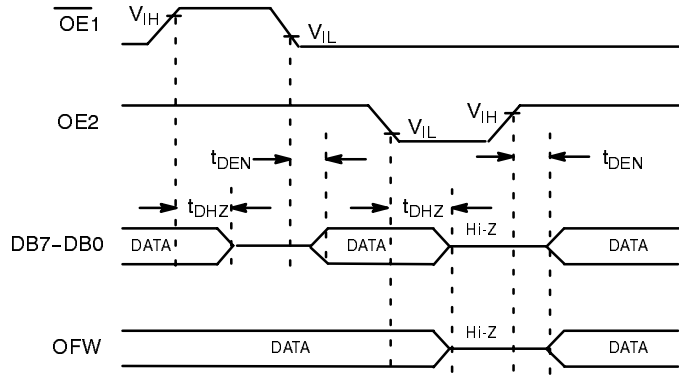 OE1
VIH
VIL
OE2
VIH
VIL
tDEN
tDEN
tDHZ
tDHZ
DB7–DB0
DATA
DATA
Hi-Z
DATA
OFW
DATA
Hi-Z
DATA